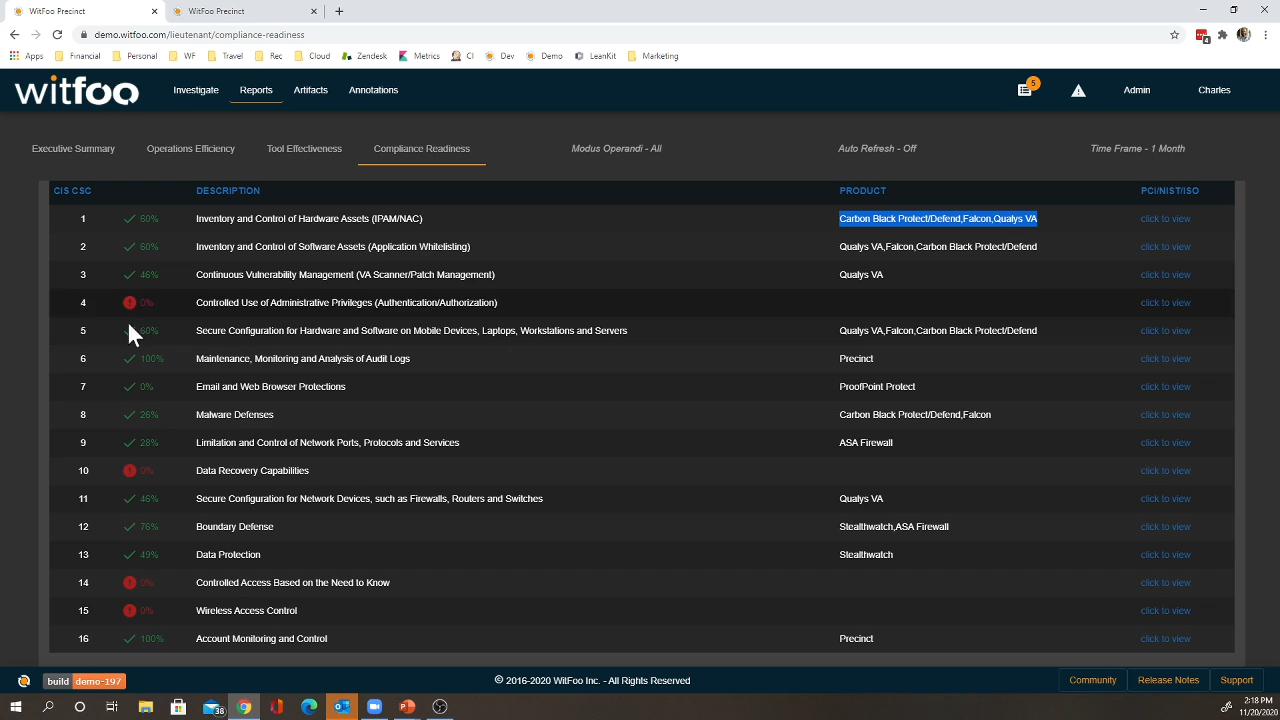 WitFoo Precinct
WitFoo Precinct
demo.witfoo.com/lieutenant/compliance-readiness
4
Apps Financial Personal WF Travel Rec Cloud Zendesk Metrics CI Dev Demo LeanKit Marketing
witfoo Investigate Reports Artifacts Annotations 5 Admin Charles
Executive Summary Operations Efficiency Tool Effectiveness Compliance Readiness Modus Operandi - All Auto Refresh - Off Time Frame - 1 Month
CIS CSC DESCRIPTION PRODUCT PCI/NIST/ISO
1 60% Inventory and Control of Hardware Assets (IPAM/NAC) Carbon Black Protect/Defend,Falcon,Qualys VA click to view
2 60% Inventory and Control of Software Assets (Application Whitelisting) Qualys VA,Falcon,Carbon Black Protect/Defend click to view
3 46% Continuous Vulnerability Management (VA Scanner/Patch Management) Qualys VA click to view
4 0% Controlled Use of Administrative Privileges (Authentication/Authorization) click to view
5 60% Secure Configuration for Hardware and Software on Mobile Devices, Laptops, Workstations and Servers Qualys VA,Falcon,Carbon Black Protect/Defend click to view
6 100% Maintenance, Monitoring and Analysis of Audit Logs Precinct click to view
7 0% Email and Web Browser Protections ProofPoint Protect click to view
8 26% Malware Defenses Carbon Black Protect/Defend,Falcon click to view
9 28% Limitation and Control of Network Ports, Protocols and Services ASA Firewall click to view
10 0% Data Recovery Capabilities click to view
11 46% Secure Configuration for Network Devices, such as Firewalls, Routers and Switches Qualys VA click to view
12 76% Boundary Defense Stealthwatch,ASA Firewall click to view
13 49% Data Protection Stealthwatch click to view
14 0% Controlled Access Based on the Need to Know click to view
15 0% Wireless Access Control click to view
16 100% Account Monitoring and Control Precinct click to view
build demo-197 © 2016-2020 WitFoo Inc. - All Rights Reserved Community Release Notes Support
38
2:18 PM
11/20/2020